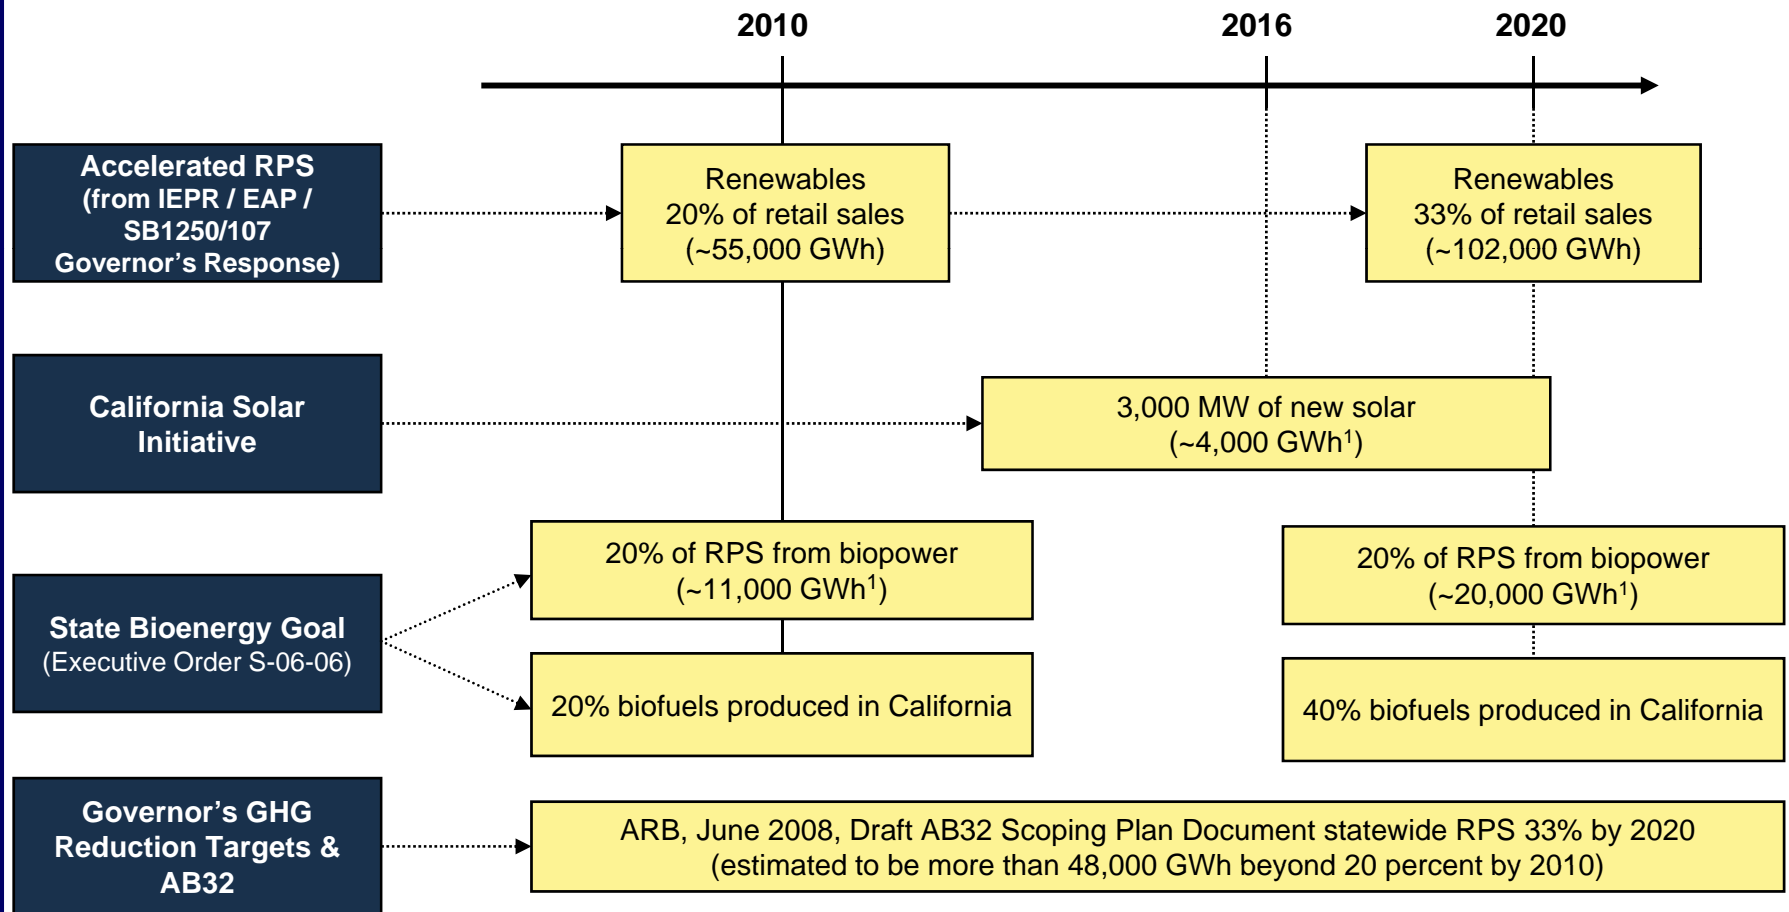 2010
2016
2020
Accelerated RPS
(from IEPR / EAP /
SB1250/107
Governor’s Response)
Renewables
20% of retail sales
(~55,000 GWh)
Renewables
33% of retail sales
(~102,000 GWh)
California Solar
Initiative
3,000 MW of new solar
(~4,000 GWh¹)
State Bioenergy Goal
(Executive Order S-06-06)
20% of RPS from biopower
(~11,000 GWh¹)
20% of RPS from biopower
(~20,000 GWh¹)
20% biofuels produced in California
40% biofuels produced in California
Governor’s GHG
Reduction Targets &
AB32
ARB, June 2008, Draft AB32 Scoping Plan Document statewide RPS 33% by 2020
(estimated to be more than 48,000 GWh beyond 20 percent by 2010)